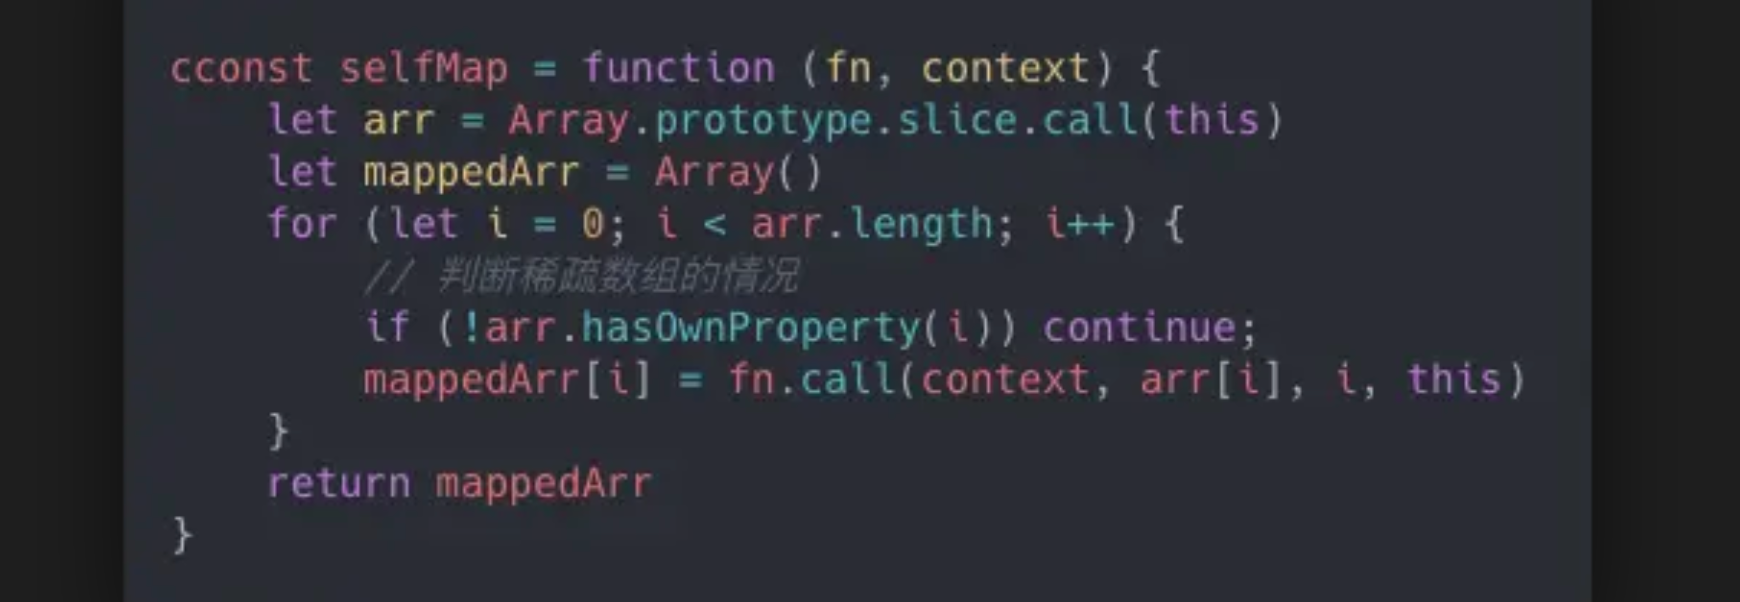 cconst selfMap = function (fn, context) {
    let arr = Array.prototype.slice.call(this)
    let mappedArr = Array()
    for (let i = 0; i < arr.length; i++) {
        // 判断稀疏数组的情况
        if (!arr.hasOwnProperty(i)) continue;
        mappedArr[i] = fn.call(context, arr[i], i, this)
    }
    return mappedArr
}